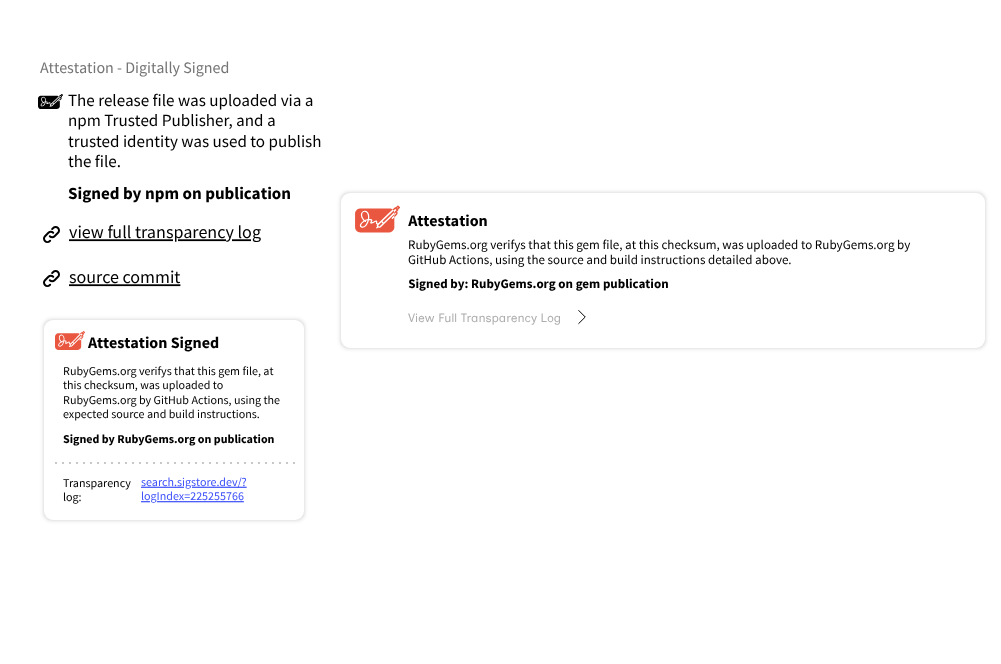 Attestation - Digitally Signed
The release file was uploaded via a
npm Trusted Publisher, and a
trusted identity was used to publish
the file.
Signed by npm on publication
view full transparency log
source commit
Attestation Signed
RubyGems.org verifys that this gem file, at
this checksum, was uploaded to
RubyGems.org by GitHub Actions, using the
expected source and build instructions.
Signed by RubyGems.org on publication
Transparency
log:
search.sigstore.dev/?
logIndex=225255766
Attestation
RubyGems.org verifys that this gem file, at this checksum, was uploaded to RubyGems.org by
GitHub Actions, using the source and build instructions detailed above.
Signed by: RubyGems.org on gem publication
View Full Transparency Log